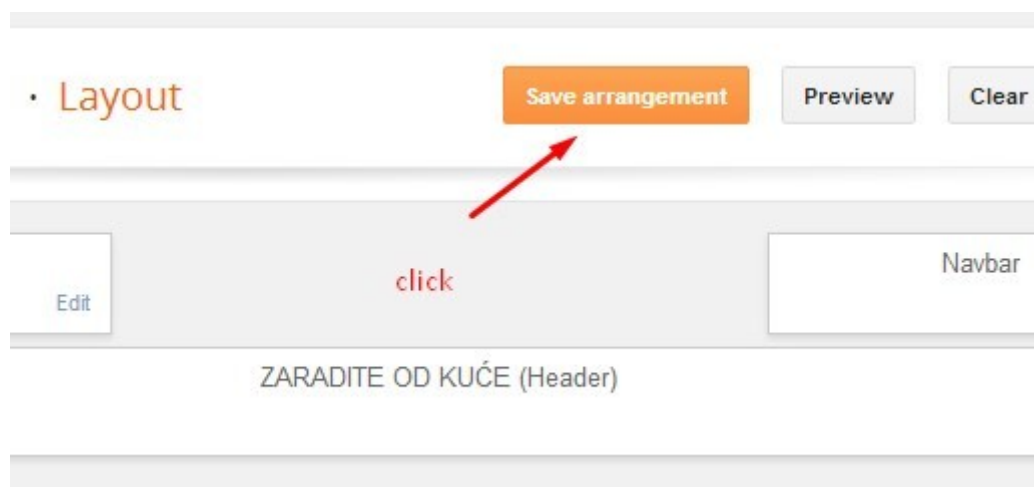 · Layout
Save arrangement
Preview
Clear
click
Edit
Navbar
ZARADITE OD KUĆE (Header)